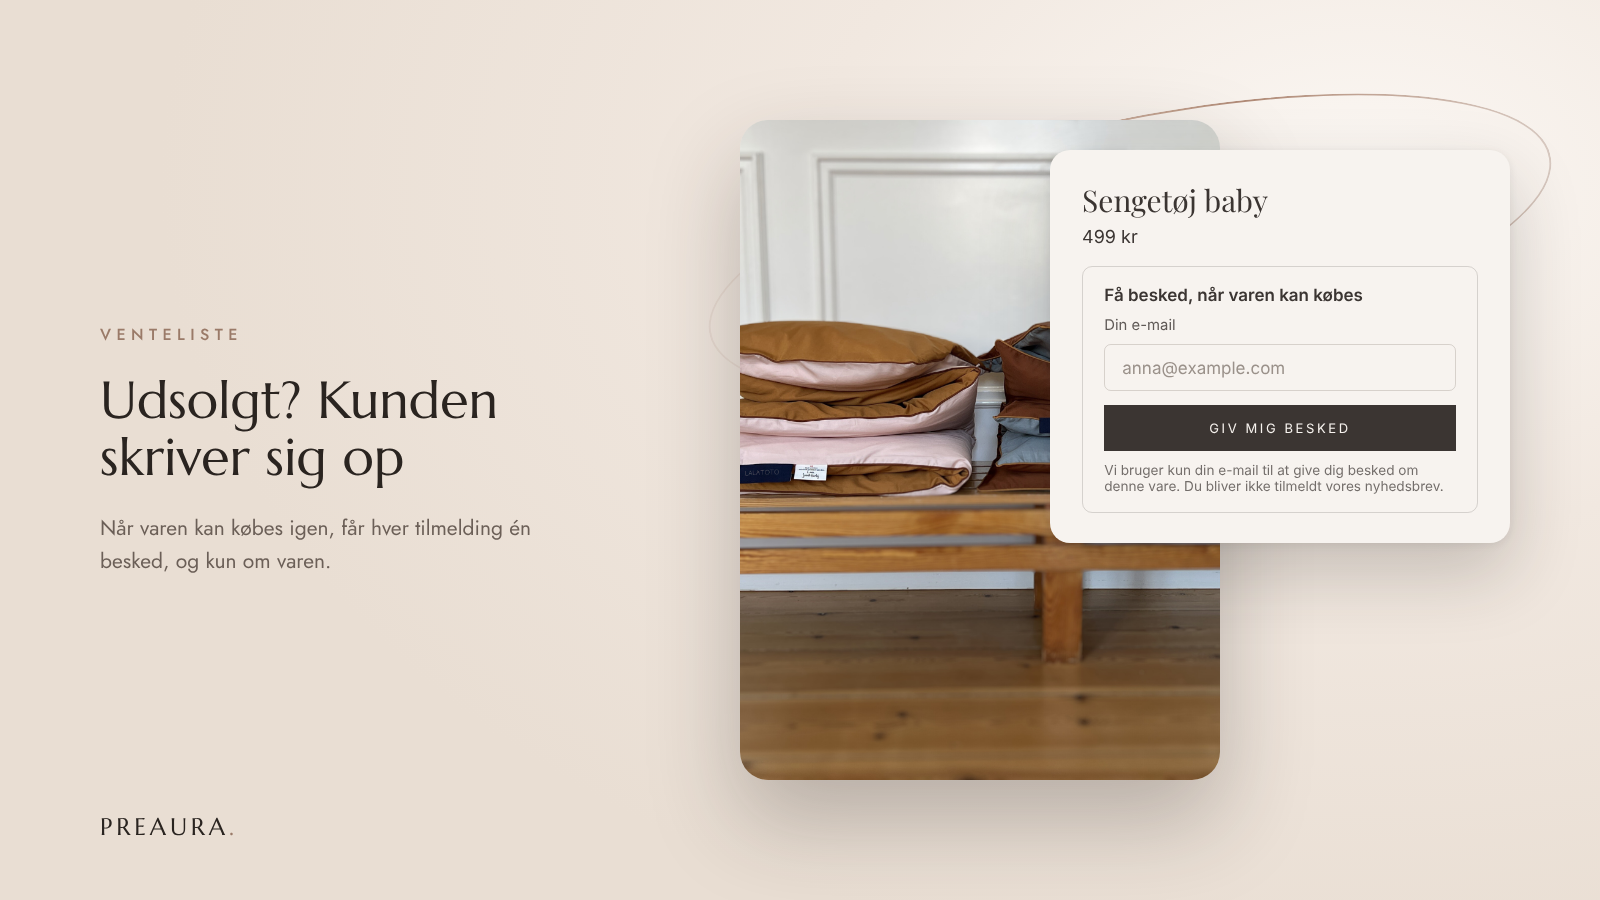 VENTELISTE
Udsolgt? Kunden
skriver sig op
Når varen kan købes igen, får hver tilmelding én
besked, og kun om varen.
PREAURA.
LALATOTO
Sengetøj baby
499 kr
Få besked, når varen kan købes
Din e-mail
anna@example.com
GIV MIG BESKED
Vi bruger kun din e-mail til at give dig besked om
denne vare. Du bliver ikke tilmeldt vores nyhedsbrev.